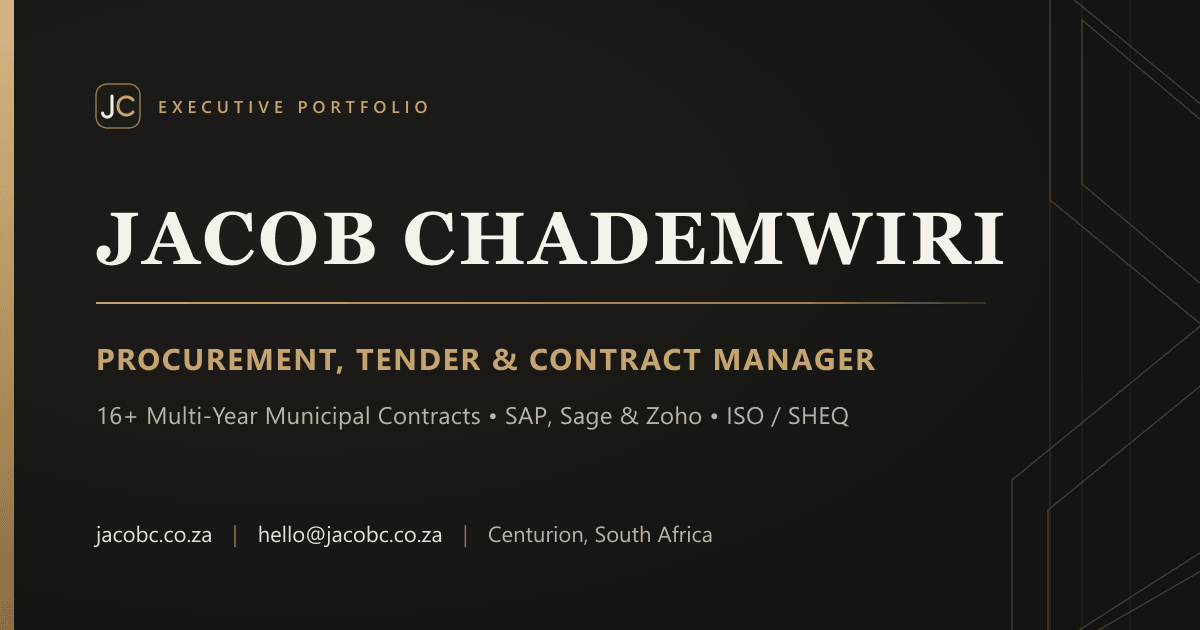 JC EXECUTIVE PORTFOLIO
JACOB CHADEMWIRI
PROCUREMENT, TENDER & CONTRACT MANAGER
16+ Multi-Year Municipal Contracts • SAP, Sage & Zoho • ISO / SHEQ
jacobc.co.za | hello@jacobc.co.za | Centurion, South Africa